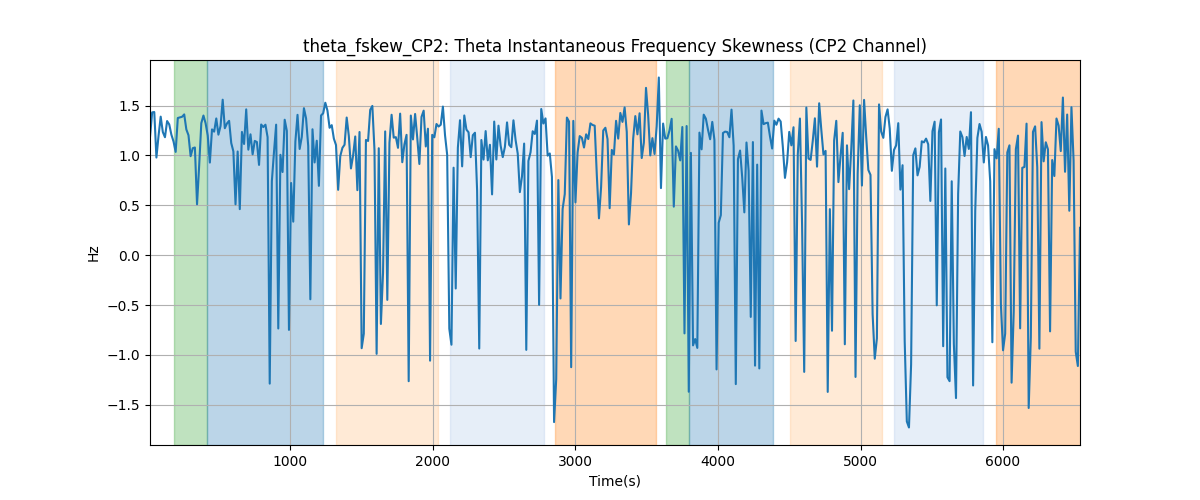 theta_fskew_CP2: Theta Instantaneous Frequency Skewness (CP2 Channel)
1.5
1.0
0.5
0.0
−0.5
−1.0
−1.5
Hz
1000 2000 3000 4000 5000 6000
Time(s)